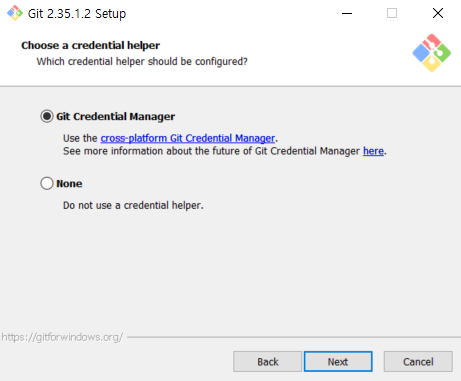 Git 2.35.1.2 Setup
Choose a credential helper
Which credential helper should be configured?
Git Credential Manager
Use the cross-platform Git Credential Manager.
See more information about the future of Git Credential Manager here.
None
Do not use a credential helper.
https://gitforwindows.org/
Back Next Cancel